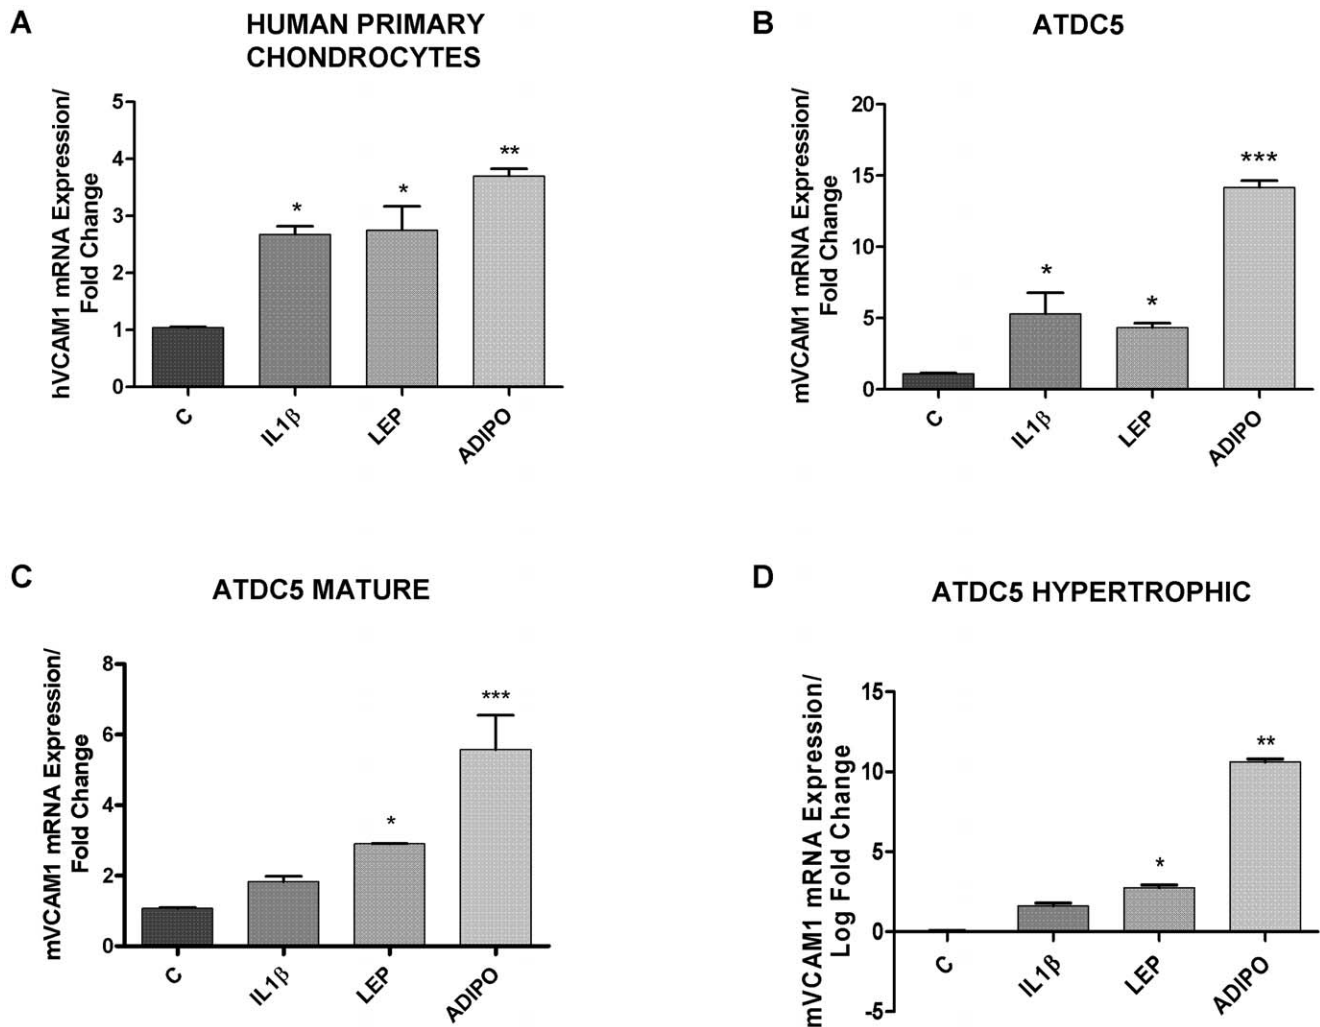 A
HUMAN PRIMARY
CHONDROCYTES
hVCAM1 mRNA Expression/
Fold Change
5
4
3
2
1
0
*
*
**
C
IL1β
LEP
ADIPO
B
ATDC5
mVCAM1 mRNA Expression/
Fold Change
20
15
10
5
0
*
*
***
C
IL1β
LEP
ADIPO
C
ATDC5 MATURE
mVCAM1 mRNA Expression/
Fold Change
8
6
4
2
0
*
***
C
IL1β
LEP
ADIPO
D
ATDC5 HYPERTROPHIC
mVCAM1 mRNA Expression/
Log Fold Change
15
10
5
0
-5
*
**
C
IL1β
LEP
ADIPO